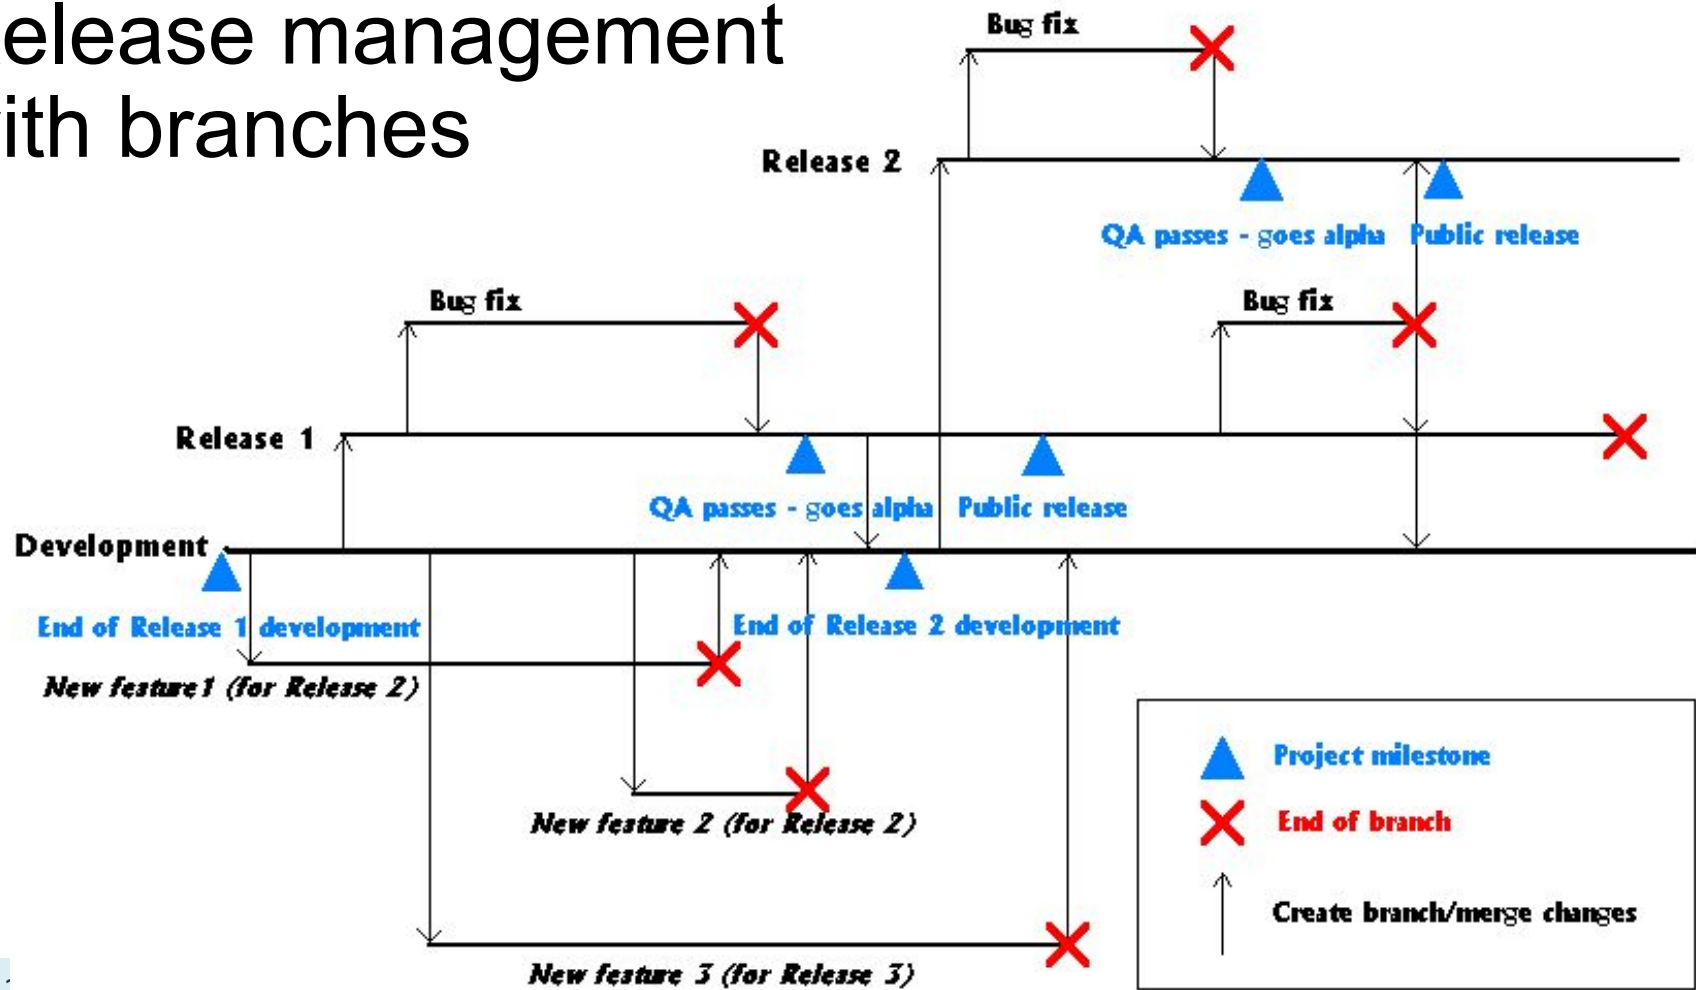 elease management
ith branches
Bug fix
Release 2
QA passes - goes alpha
Public release
Bug fix
Bug fix
Release 1
QA passes - goes alpha
Public release
Development
End of Release 1 development
End of Release 2 development
New feature1 (for Release 2)
New feature 2 (for Release 2)
New feature 3 (for Release 3)
Project milestone
End of branch
Create branch/merge changes